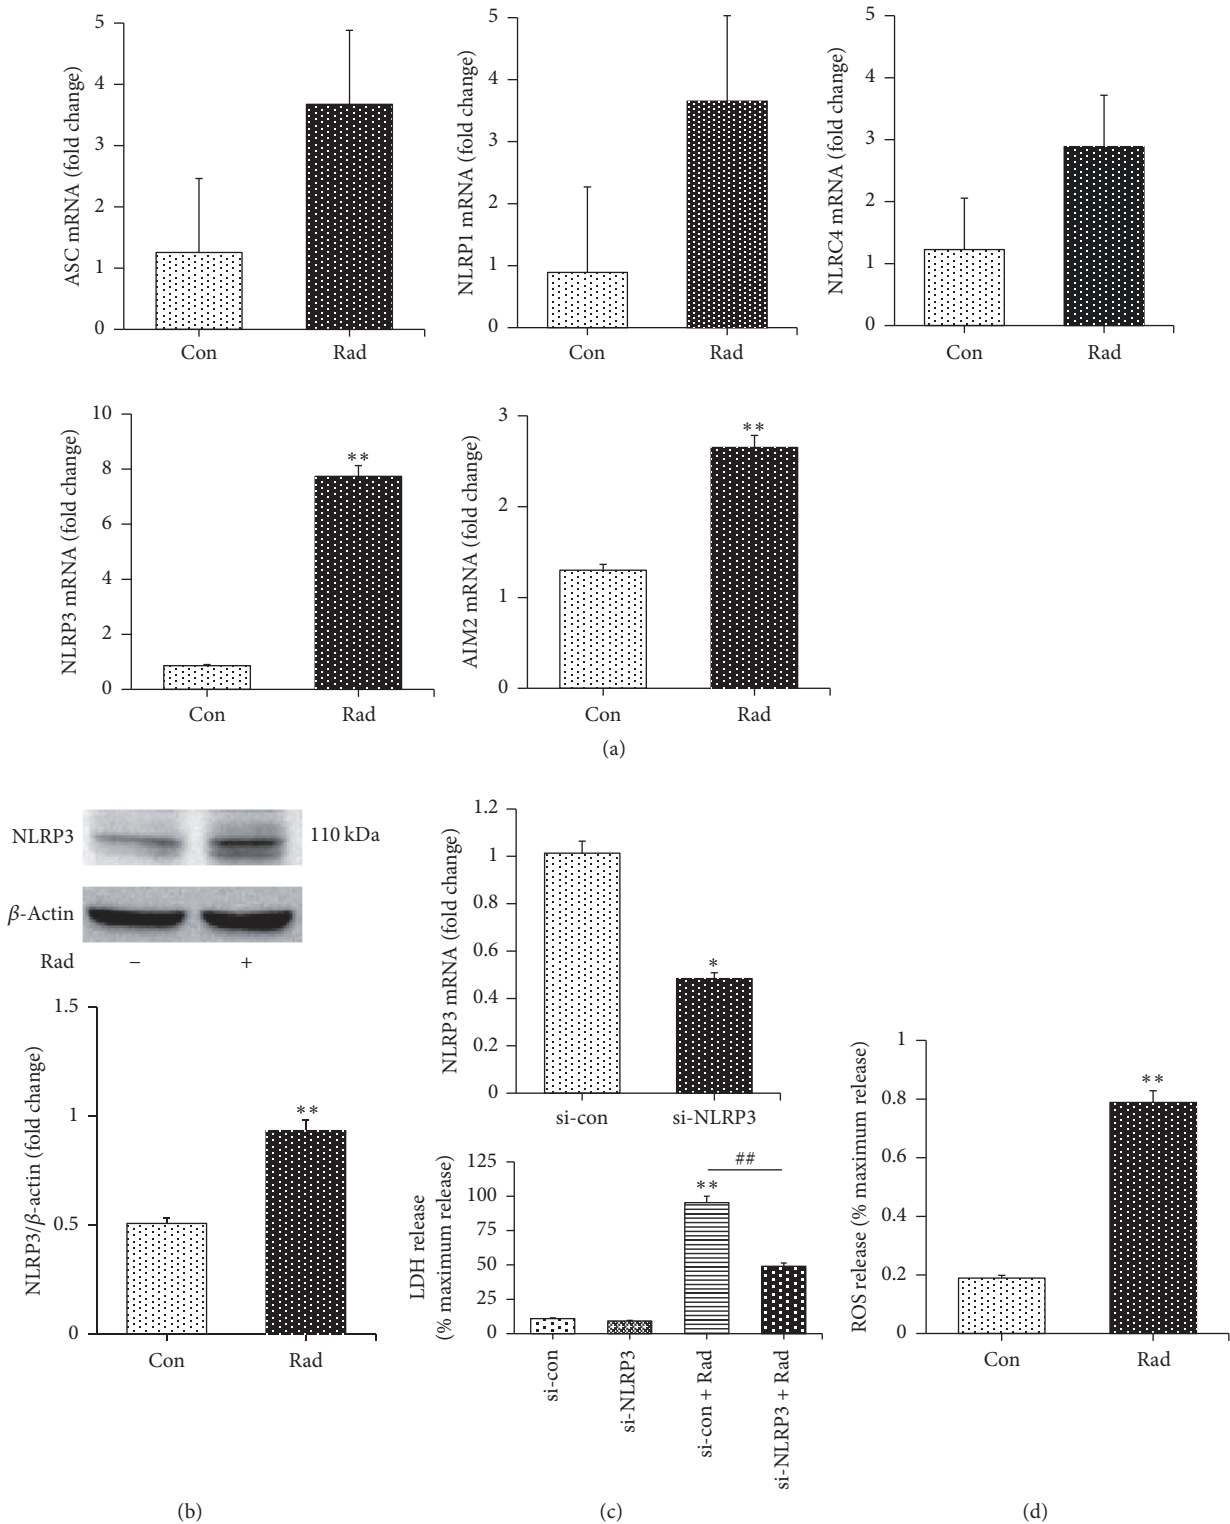 5
4
3
2
1
0
ASC mRNA (fold change)
Con Rad
5
4
3
2
1
0
NLRP1 mRNA (fold change)
Con Rad
5
4
3
2
1
0
NLRC4 mRNA (fold change)
Con Rad
10
8
6
4
2
0
NLRP3 mRNA (fold change)
**
Con Rad
3
2
1
0
AIM2 mRNA (fold change)
**
Con Rad
(a)
NLRP3 110 kDa
β-Actin
Rad − +
1.5
1
0.5
0
NLRP3/β-actin (fold change)
**
Con Rad
(b)
1.2
1
0.8
0.6
0.4
0.2
0
NLRP3 mRNA (fold change)
*
si-con si-NLRP3
125
100
75
50
25
0
LDH release
(% maximum release)
**
##
si-con
si-NLRP3
si-con + Rad
si-NLRP3 + Rad
(c)
1
0.8
0.6
0.4
0.2
0
ROS release (% maximum release)
**
Con Rad
(d)